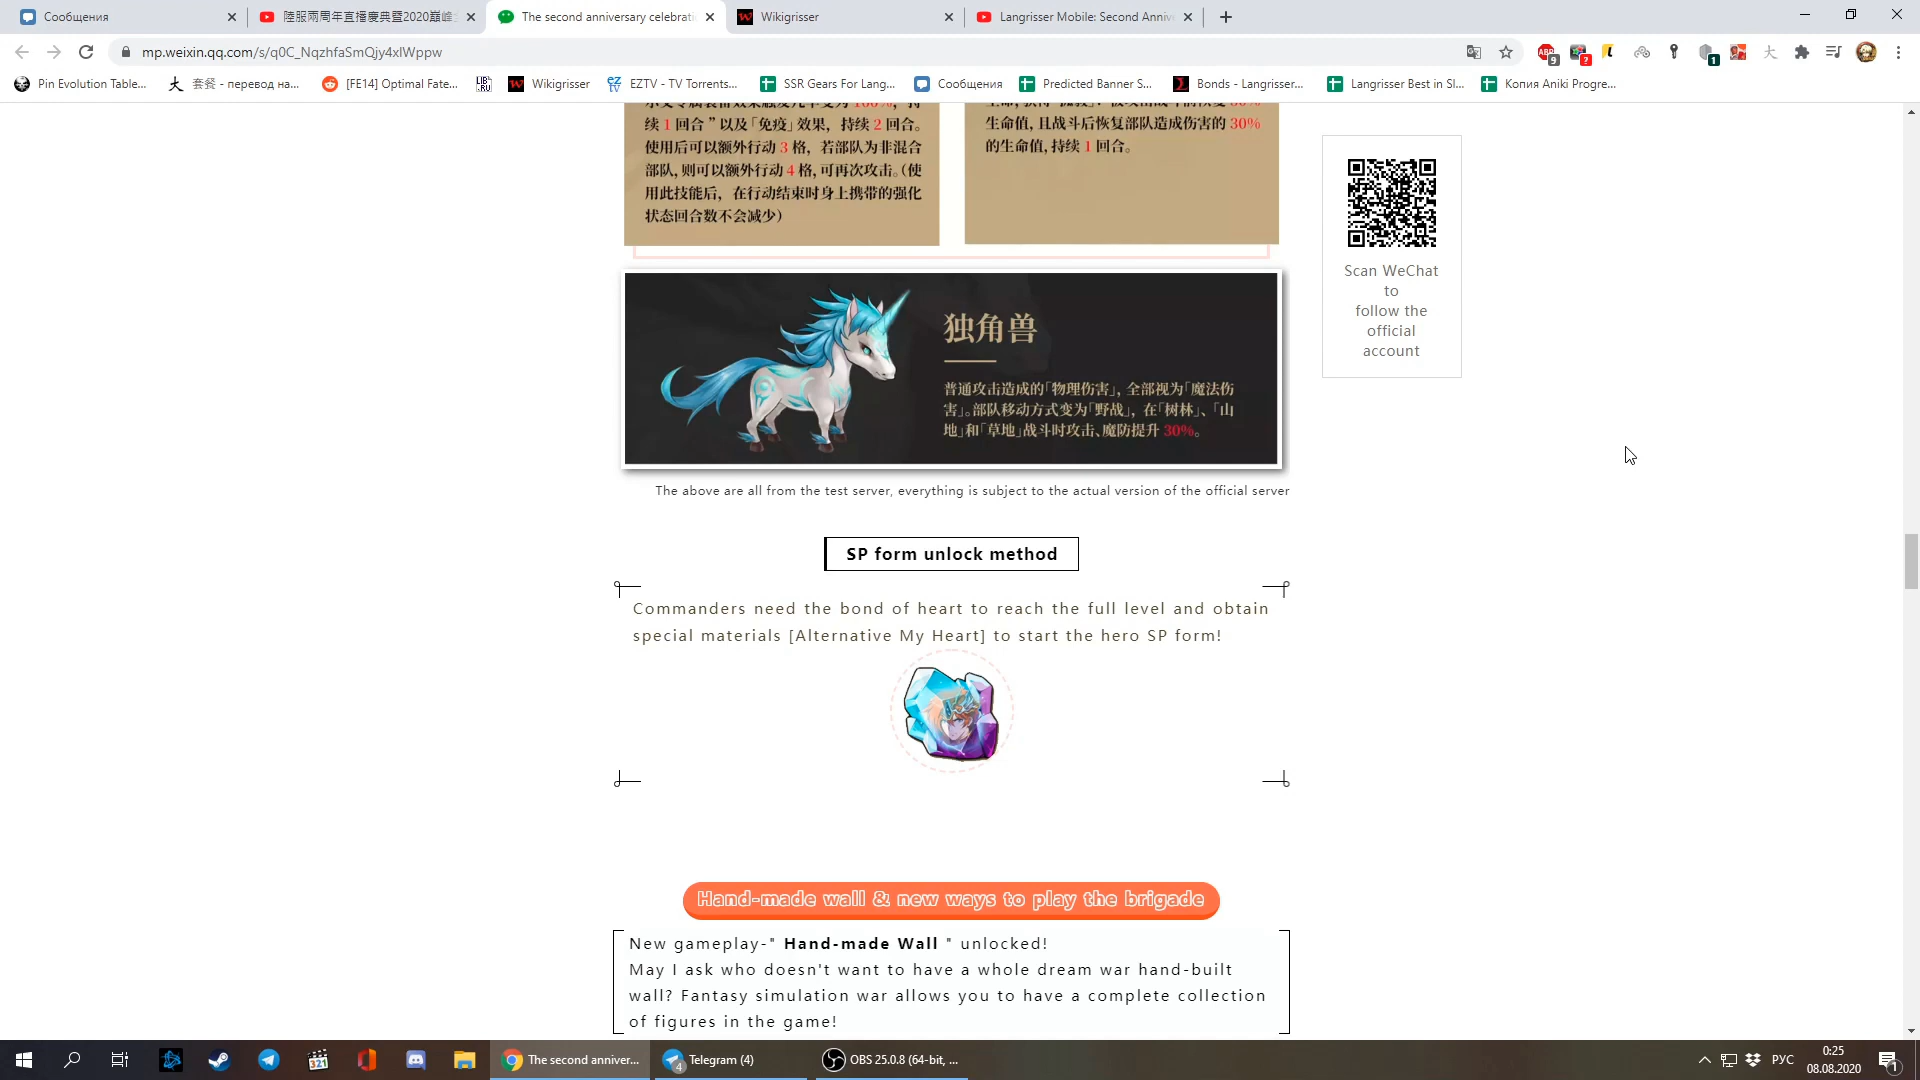 Сообщения
陸服兩周年直播慶典暨2020巔峰
The second anniversary celebrati
Wikigrisser
Langrisser Mobile: Second Anniv
mp.weixin.qq.com/s/q0C_NqzhfaSmQjy4xIWppw
Pin Evolution Table...
套餐 - перевод на...
[FE14] Optimal Fate...
LIB.RU
Wikigrisser
EZTV - TV Torrents...
SSR Gears For Lang...
Сообщения
Predicted Banner S...
Bonds - Langrisser...
Langrisser Best in Sl...
Копия Aniki Progre...
续 1 回合 ” 以及「免疫」效果, 持续 2 回合。
使用后可以额外行动 3 格, 若部队为非混合
部队, 则可以额外行动 4 格, 可再次攻击。(使
用此技能后, 在行动结束时身上携带的强化
状态回合数不会减少)
生命值, 且战斗后恢复部队造成伤害的 30%
的生命值, 持续 1 回合。
Scan WeChat
to
follow the
official
account
独角兽
普通攻击造成的「物理伤害」, 全部视为「魔法伤
害」。部队移动方式变为「野战」, 在「树林」、「山
地」和「草地」战斗时攻击、魔防提升 30%。
The above are all from the test server, everything is subject to the actual version of the official server
SP form unlock method
Commanders need the bond of heart to reach the full level and obtain
special materials [Alternative My Heart] to start the hero SP form!
Hand-made wall & new ways to play the brigade
New gameplay-" Hand-made Wall " unlocked!
May I ask who doesn't want to have a whole dream war hand-built
wall? Fantasy simulation war allows you to have a complete collection
of figures in the game!
The second anniver...
Telegram (4)
OBS 25.0.8 (64-bit, ...
РУС
0:25
08.08.2020